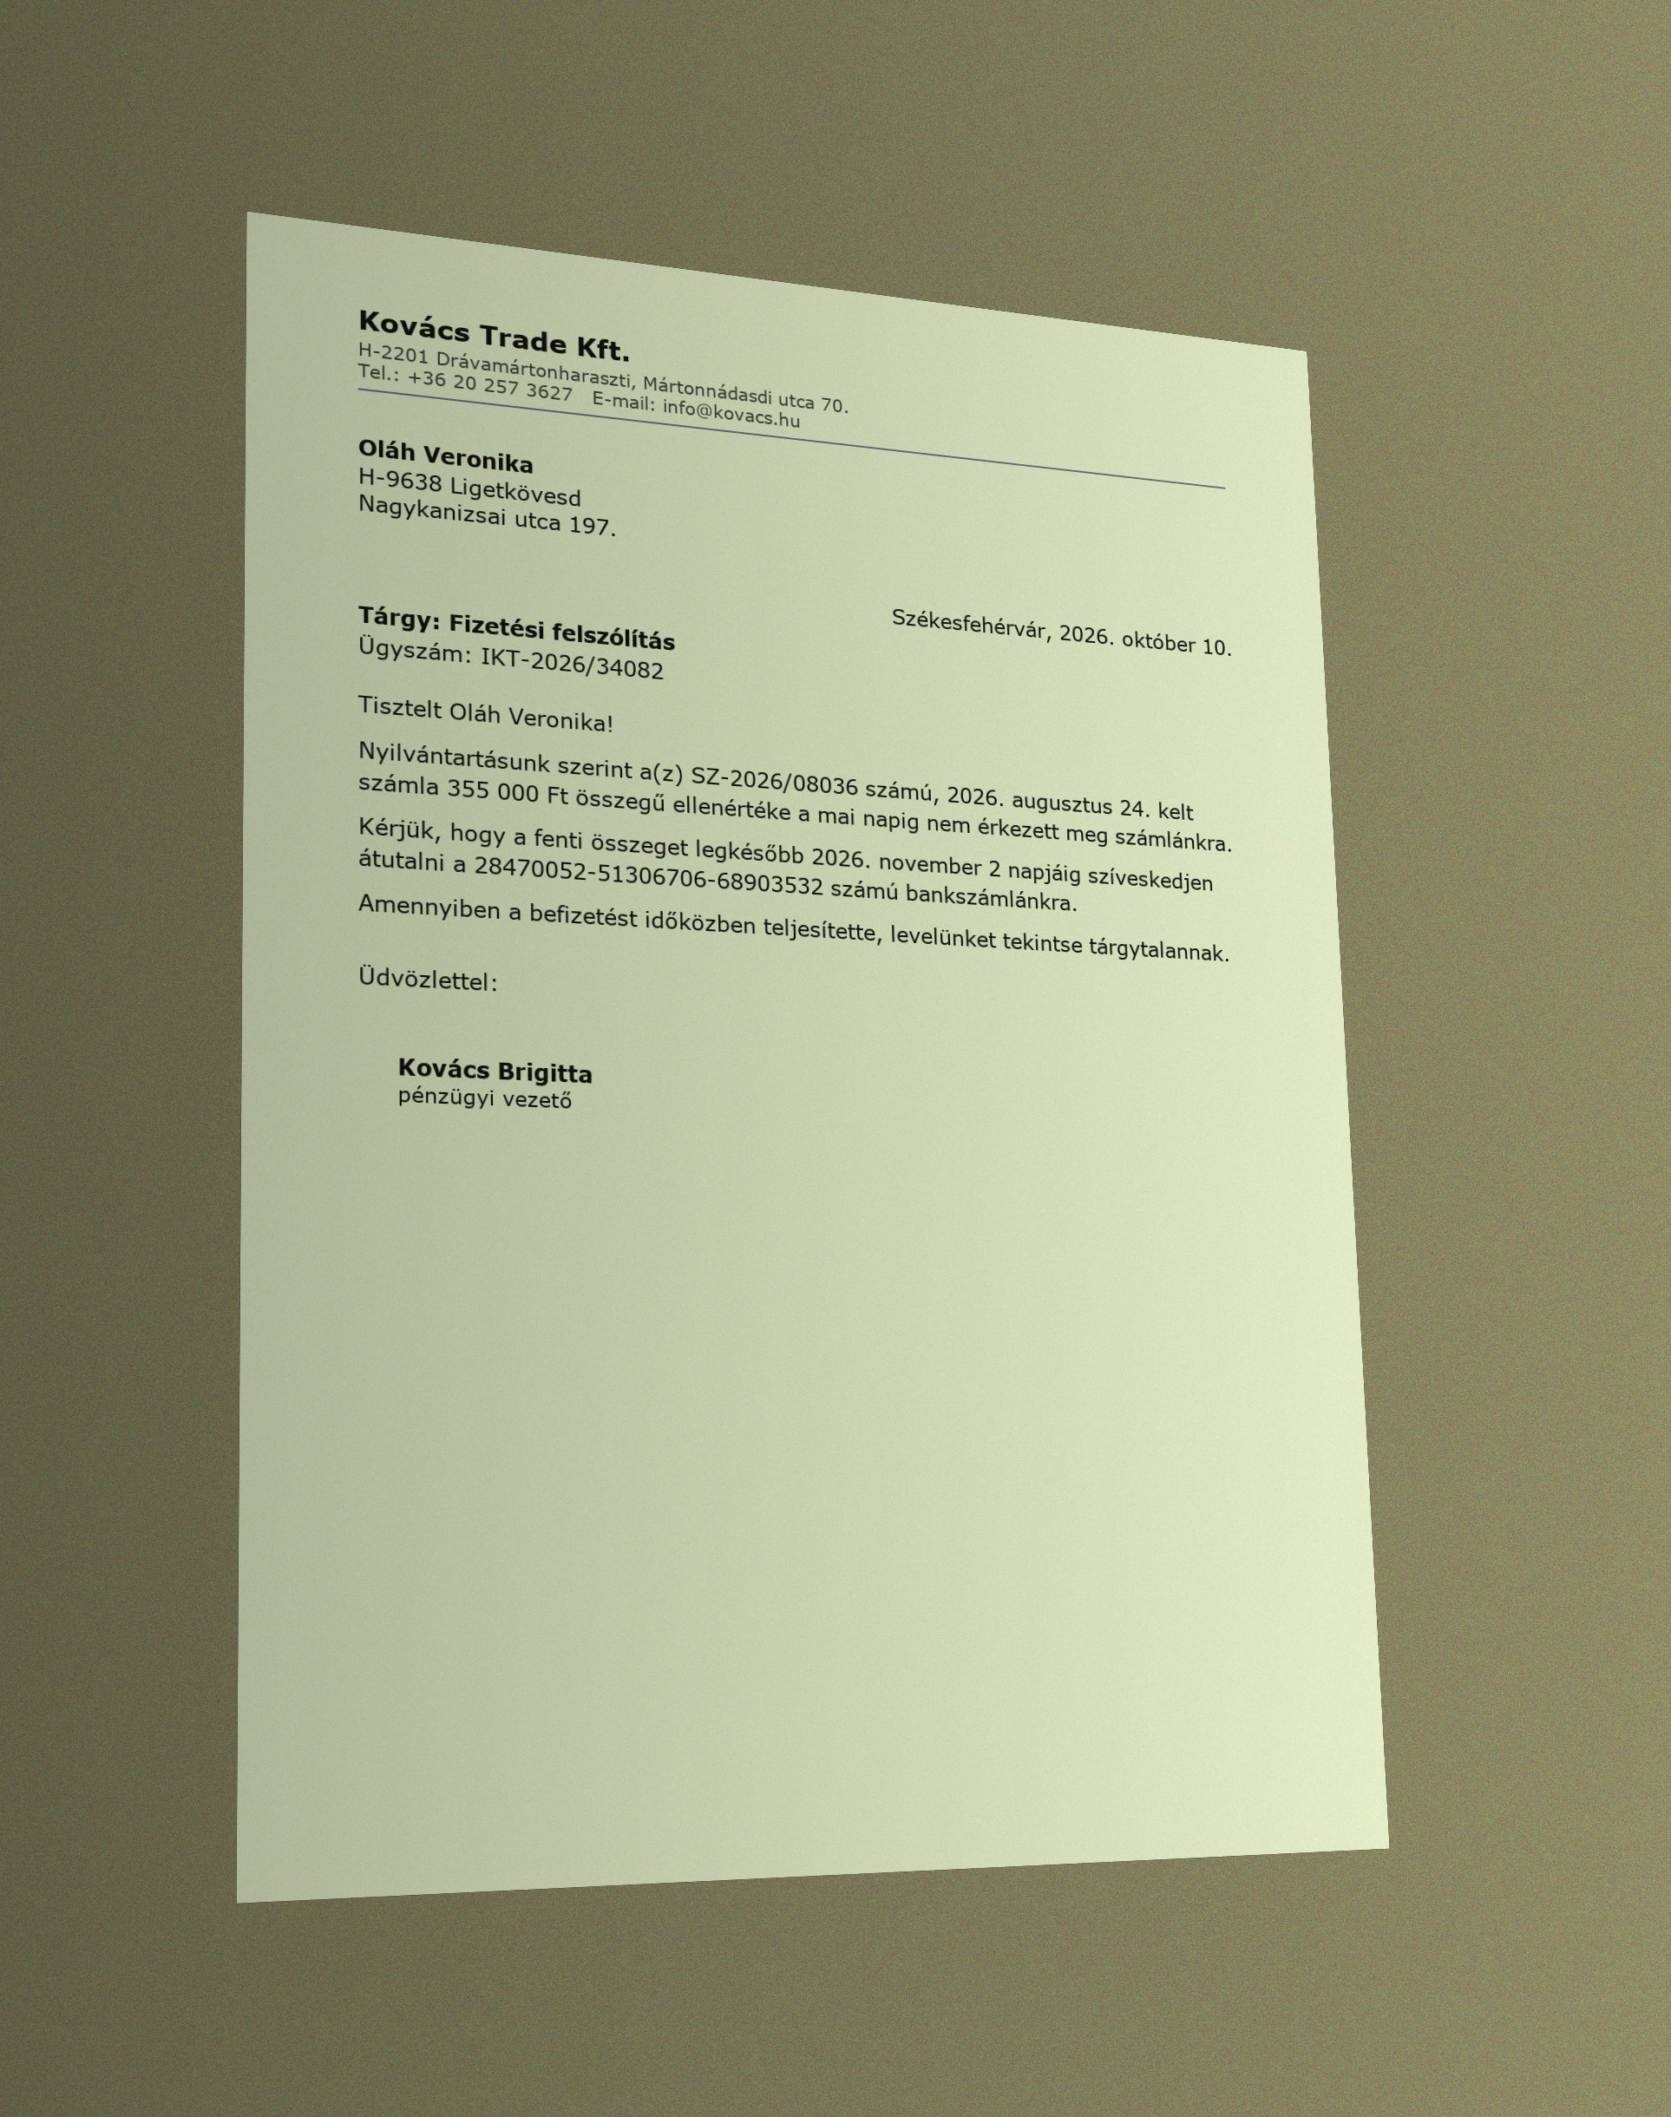 Kovács Trade Kft.
H-2201 Drávamártonharaszti, Mártonnádasdi utca 70.
Tel.: +36 20 257 3627 E-mail: info@kovacs.hu
Oláh Veronika
H-9638 Ligetkövesd
Nagykanizsai utca 197.
Székesfehérvár, 2026. október 10.
Tárgy: Fizetési felszólítás
Ügyszám: IKT-2026/34082
Tisztelt Oláh Veronika!
Nyilvántartásunk szerint a(z) SZ-2026/08036 számú, 2026. augusztus 24. kelt
számla 355 000 Ft összegű ellenértéke a mai napig nem érkezett meg számlánkra.
Kérjük, hogy a fenti összeget legkésőbb 2026. november 2 napjáig szíveskedjen
átutalni a 28470052-51306706-68903532 számú bankszámlánkra.
Amennyiben a befizetést időközben teljesítette, levelünket tekintse tárgytalannak.
Üdvözlettel:
Kovács Brigitta
pénzügyi vezető